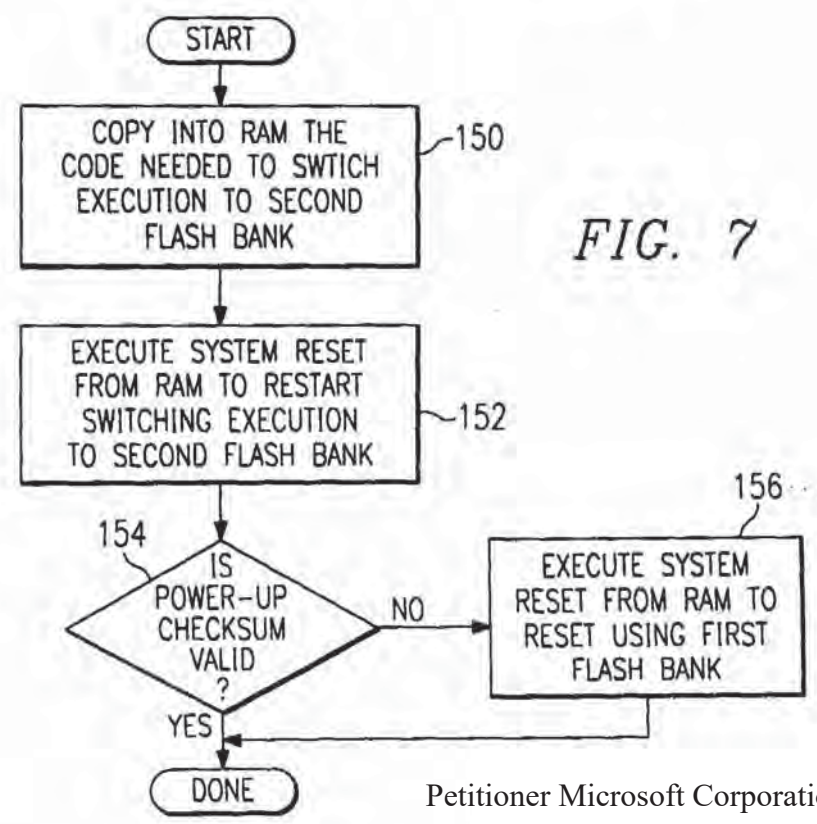 START
COPY INTO RAM THE
CODE NEEDED TO SWTICH
EXECUTION TO SECOND
FLASH BANK
150
FIG. 7
EXECUTE SYSTEM RESET
FROM RAM TO RESTART
SWITCHING EXECUTION
TO SECOND FLASH BANK
152
154
IS
POWER-UP
CHECKSUM
VALID
?
NO
YES
156
EXECUTE SYSTEM
RESET FROM RAM TO
RESET USING FIRST
FLASH BANK
DONE
Petitioner Microsoft Corporatio